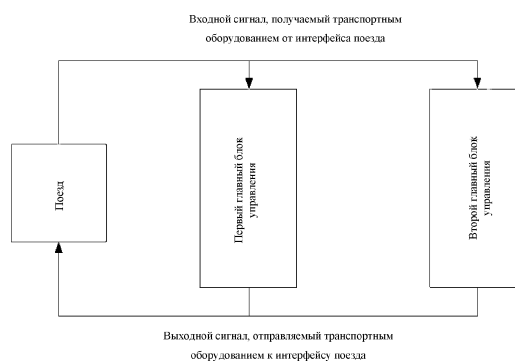 Входной сигнал, получаемый транспортным
оборудованием от интерфейса поезда
Поезд
Первый главный блок
управления
Второй главный блок
управления
Выходной сигнал, отправляемый транспортным
оборудованием к интерфейсу поезда